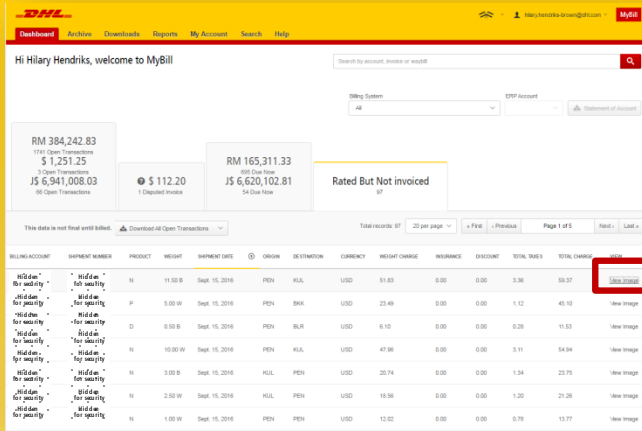 DHL
hilary.hendriks-brown@dhl.com
MyBill
Dashboard Archive Downloads Reports My Account Search Help
Hi Hilary Hendriks, welcome to MyBill
Search by account, invoice or waybill
Billing System
ERP Account
All
Statement of Account
RM 384,242.83
1741 Open Transactions
$ 1,251.25
3 Open Transactions
J$ 6,941,008.03
66 Open Transactions
$ 112.20
1 Disputed Invoice
RM 165,311.33
695 Due Now
J$ 6,620,102.81
54 Due Now
Rated But Not invoiced
97
This data is not final until billed.
Download All Open Transactions
Total records: 97
20 per page
« First ‹ Previous Page 1 of 5 Next › Last »
BILLING ACCOUNT SHIPMENT NUMBER PRODUCT WEIGHT SHIPMENT DATE ORIGIN DESTINATION CURRENCY WEIGHT CHARGE INSURANCE DISCOUNT TOTAL TAXES TOTAL CHARGE VIEW
Hidden for security Hidden for security N 11.50 B Sept. 15, 2016 PEN KUL USD 51.83 0.00 0.00 3.36 59.37 View Image
Hidden for security Hidden for security P 5.00 W Sept. 15, 2016 PEN BKK USD 23.49 0.00 0.00 1.12 45.10 View Image
Hidden for security Hidden for security D 0.50 B Sept. 15, 2016 PEN BLR USD 6.10 0.00 0.00 0.28 11.53 View Image
Hidden for security Hidden for security N 10.00 W Sept. 15, 2016 PEN KUL USD 47.98 0.00 0.00 3.11 54.94 View Image
Hidden for security Hidden for security N 3.00 B Sept. 15, 2016 KUL PEN USD 20.74 0.00 0.00 1.34 23.75 View Image
Hidden for security Hidden for security N 2.50 W Sept. 15, 2016 KUL PEN USD 18.56 0.00 0.00 1.20 21.26 View Image
Hidden for security Hidden for security N 1.00 W Sept. 15, 2016 KUL PEN USD 12.02 0.00 0.00 0.78 13.77 View Image